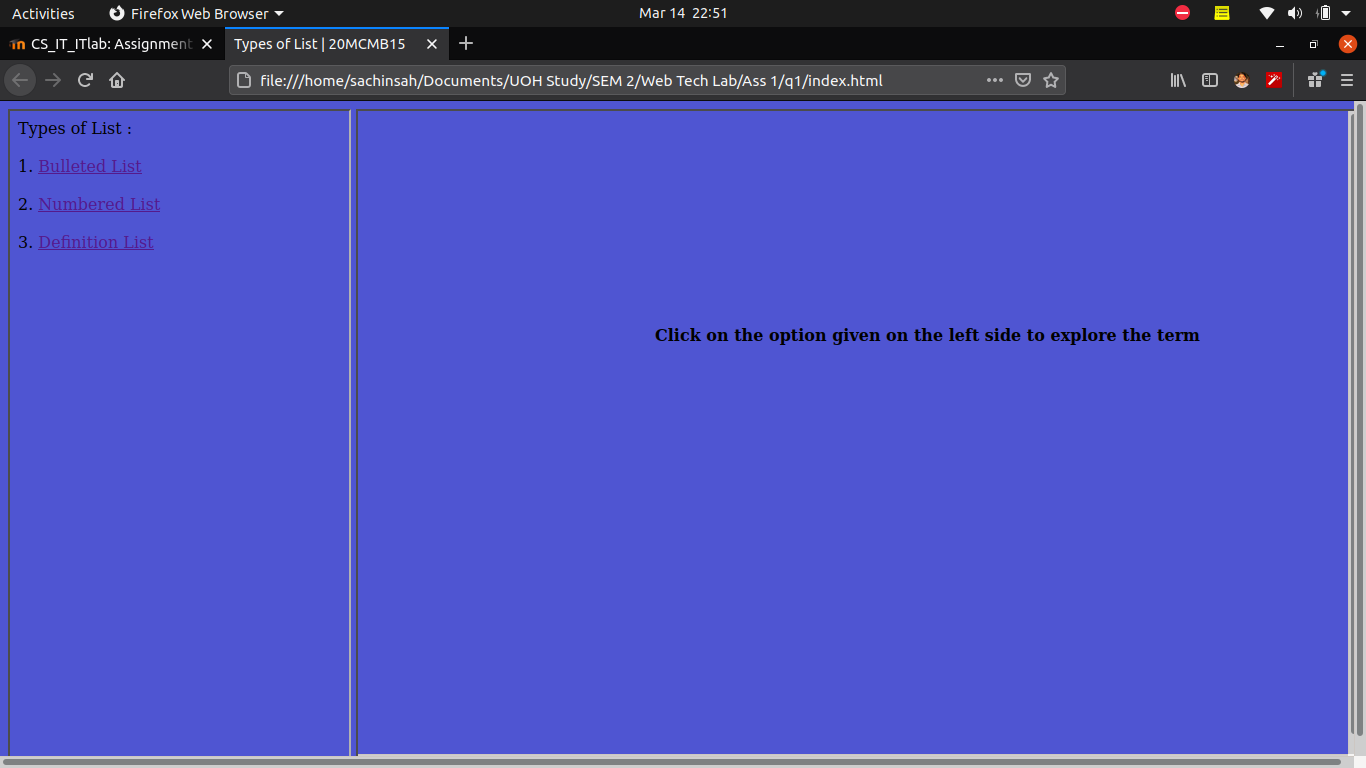 Activities Firefox Web Browser Mar 14 22:51
CS_IT_ITlab: Assignment Types of List | 20MCMB15
file:///home/sachinsah/Documents/UOH Study/SEM 2/Web Tech Lab/Ass 1/q1/index.html
Types of List :
1. Bulleted List
2. Numbered List
3. Definition List
Click on the option given on the left side to explore the term